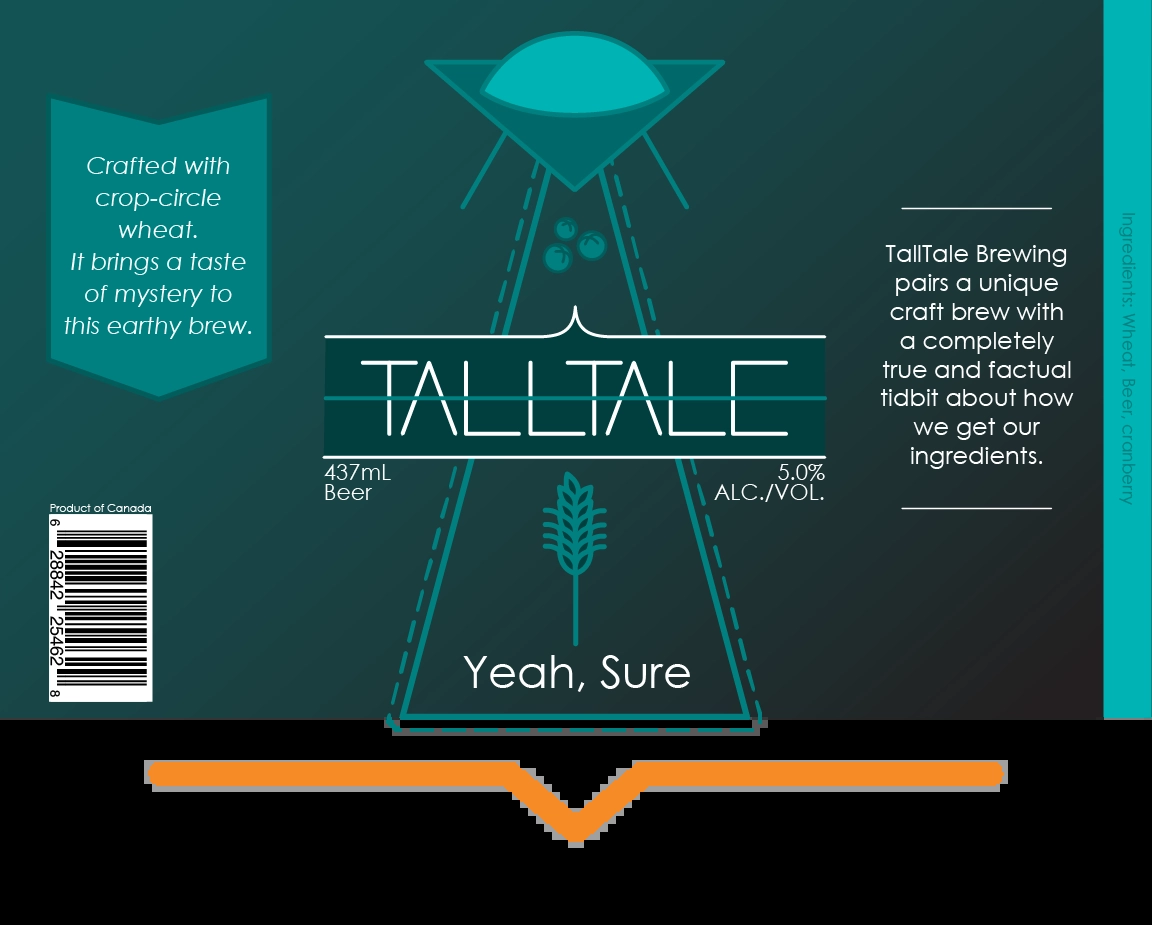 Crafted with
crop-circle
wheat.
It brings a taste
of mystery to
this earthy brew.
Product of Canada
6 28842 25462 8
TALLTALE
437mL
Beer
5.0%
ALC./VOL.
Yeah, Sure
TallTale Brewing
pairs a unique
craft brew with
a completely
true and factual
tidbit about how
we get our
ingredients.
Ingredients: Wheat, Beer, cranberry